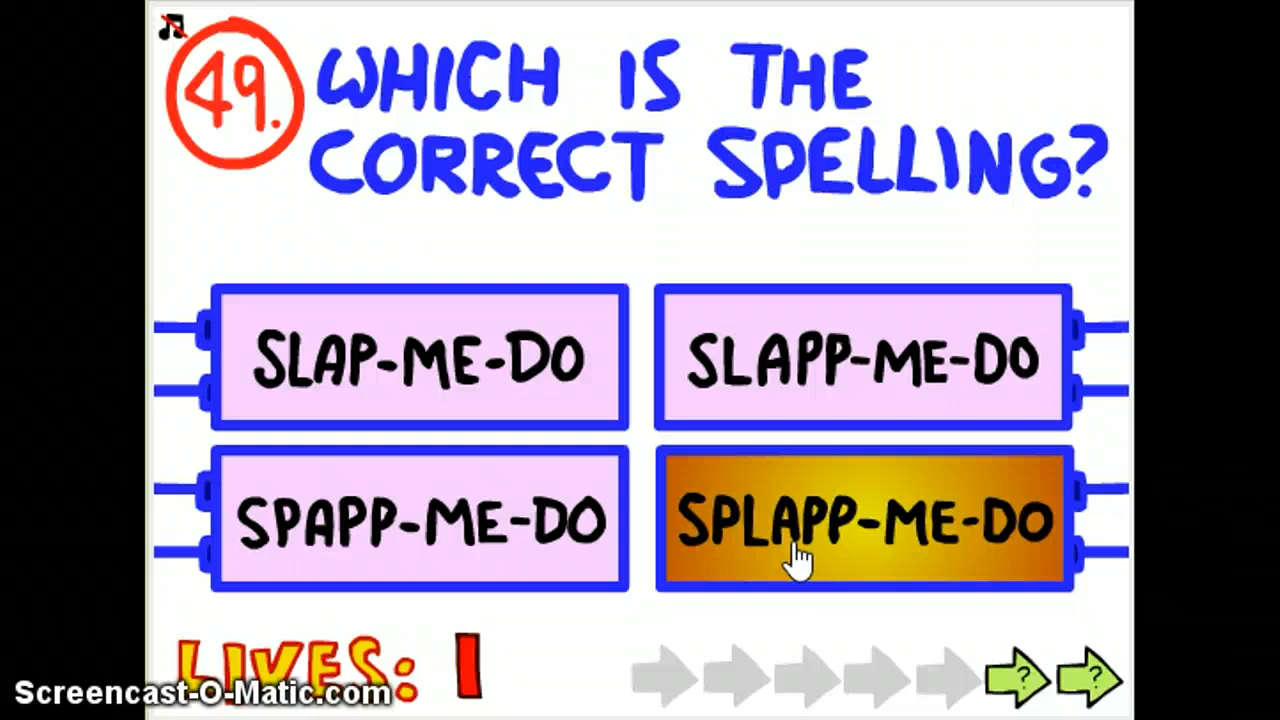 49. WHICH IS THE
CORRECT SPELLING?
SLAP-ME-DO
SLAPP-ME-DO
SPAPP-ME-DO
SPLAPP-ME-DO
LIVES: 1
? ?
Screencast-O-Matic.com